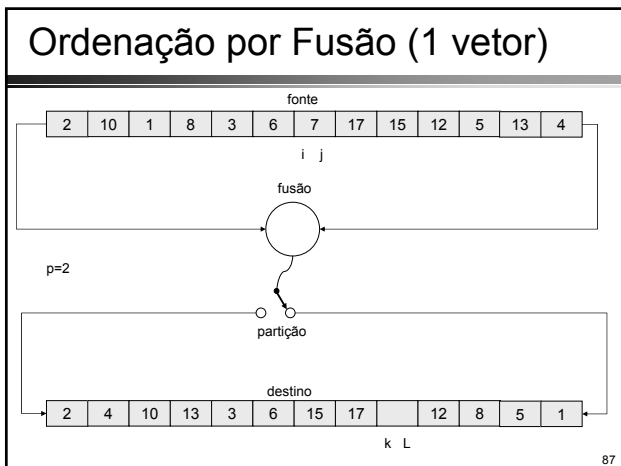 Ordenação por Fusão (1 vetor)
fonte
2 10 1 8 3 6 7 17 15 12 5 13 4
i j
fusão
p=2
partição
destino
2 4 10 13 3 6 15 17 12 8 5 1
k L
87